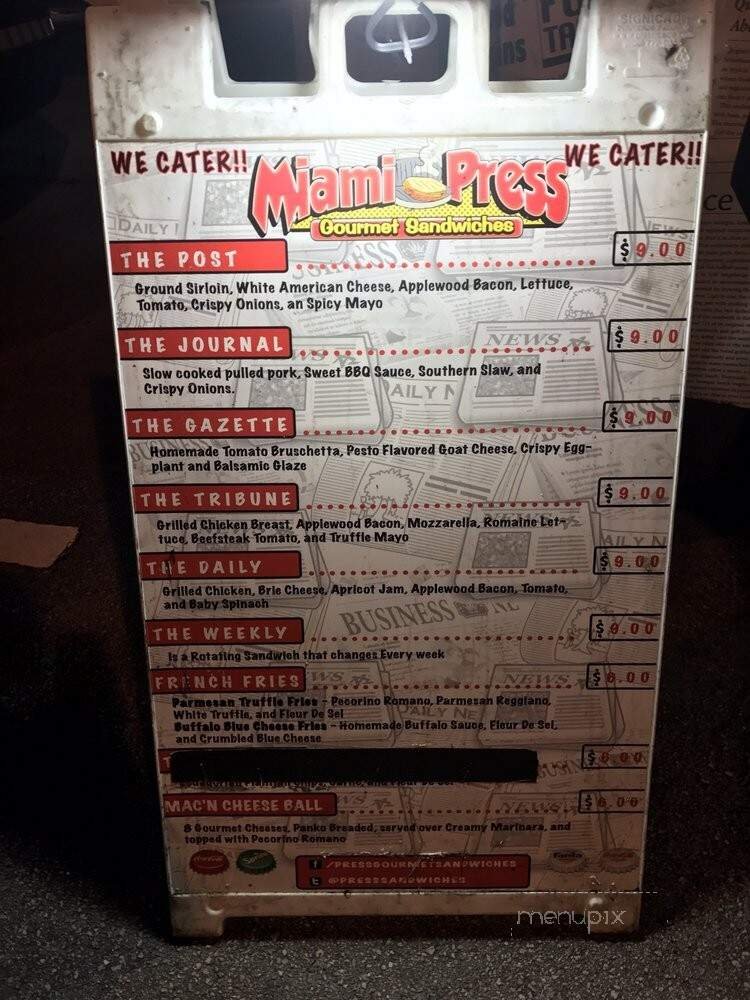 WE CATER!!
Miami Press
WE CATER!!
Gourmet Sandwiches
THE POST $9.00
Ground Sirloin, White American Cheese, Applewood Bacon, Lettuce,
Tomato, Crispy Onions, an Spicy Mayo
THE JOURNAL $9.00
Slow cooked pulled pork, Sweet BBQ Sauce, Southern Slaw, and
Crispy Onions.
THE GAZETTE $9.00
Homemade Tomato Bruschetta, Pesto Flavored Goat Cheese, Crispy Egg-
plant and Balsamic Glaze
THE TRIBUNE $9.00
Grilled Chicken Breast, Applewood Bacon, Mozzarella, Romaine Let-
tuce, Beefsteak Tomato, and Truffle Mayo
THE DAILY $9.00
Grilled Chicken, Brie Cheese, Apricot Jam, Applewood Bacon, Tomato,
and Baby Spinach
THE WEEKLY $9.00
Is a Rotating Sandwich that changes Every week
FRENCH FRIES $6.00
Parmesan Truffle Fries - Pecorino Romano, Parmesan Reggiano,
White Truffle, and Fleur De Sel
Buffalo Blue Cheese Fries - Homemade Buffalo Sauce, Fleur De Sel,
and Crumbled Blue Cheese
MAC'N CHEESE BALL $6.00
8 Gourmet Cheeses, Panko Breaded, served over Creamy Marinara, and
topped with Pecorino Romano
/PRESSGOURMETSANDWICHES
@PRESSSANDWICHES
Fanta
menupix